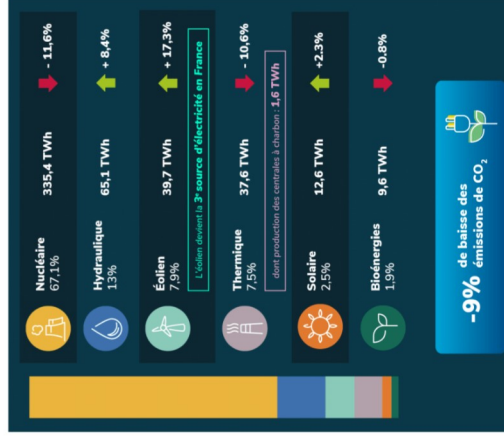 Nucléaire
67,1%
335,4 TWh
- 11,6%
Hydraulique
13%
65,1 TWh
+ 8,4%
Éolien
7,9%
39,7 TWh
+ 17,3%
L'éolien devient la 3e source d'électricité en France
Thermique
7,5%
37,6 TWh
- 10,6%
dont production des centrales à charbon : 1,6 TWh
Solaire
2,5%
12,6 TWh
+2.3%
Bioénergies
1,9%
9,6 TWh
-0.8%
-9% de baisse des
émissions de CO2